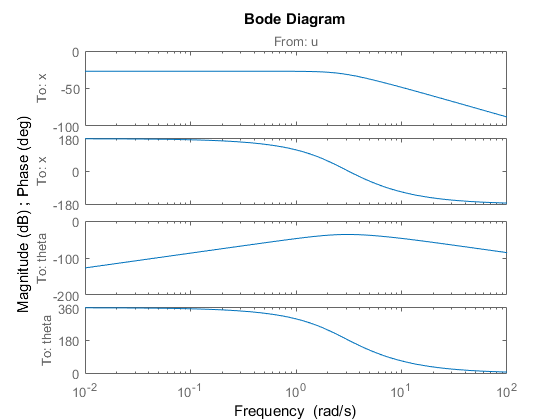 Bode Diagram
From: u
Magnitude (dB) ; Phase (deg)
To: x
0
-50
-100
To: x
180
0
-180
To: theta
0
-100
-200
To: theta
360
180
0
10^-2
10^-1
10^0
10^1
10^2
Frequency (rad/s)